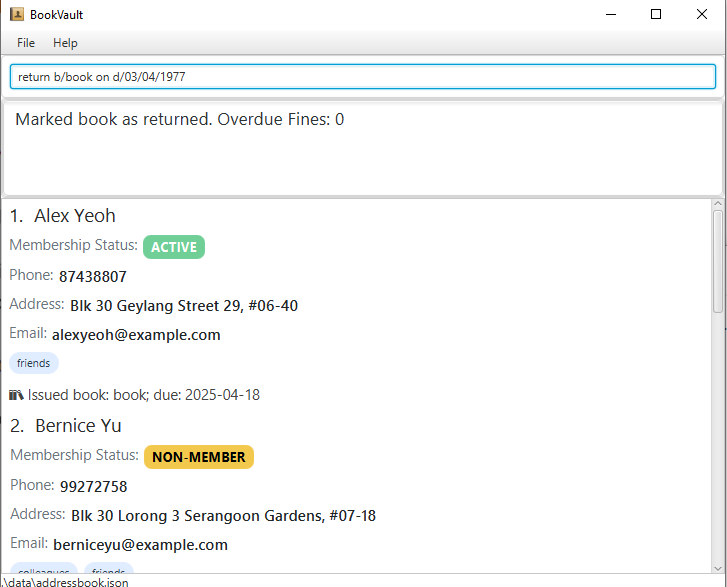 BookVault
File Help
return b/book on d/03/04/1977
Marked book as returned. Overdue Fines: 0
1. Alex Yeoh
Membership Status: ACTIVE
Phone: 87438807
Address: Blk 30 Geylang Street 29, #06-40
Email: alexyeoh@example.com
friends
Issued book: book; due: 2025-04-18
2. Bernice Yu
Membership Status: NON-MEMBER
Phone: 99272758
Address: Blk 30 Lorong 3 Serangoon Gardens, #07-18
Email: berniceyu@example.com
colleagues friends
.\data\addressbook.json